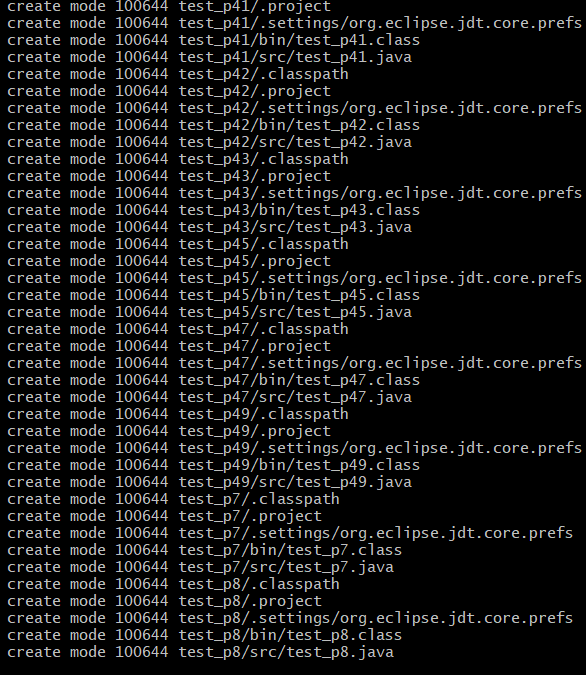 create mode 100644 test_p41/.project
create mode 100644 test_p41/.settings/org.eclipse.jdt.core.prefs
create mode 100644 test_p41/bin/test_p41.class
create mode 100644 test_p41/src/test_p41.java
create mode 100644 test_p42/.classpath
create mode 100644 test_p42/.project
create mode 100644 test_p42/.settings/org.eclipse.jdt.core.prefs
create mode 100644 test_p42/bin/test_p42.class
create mode 100644 test_p42/src/test_p42.java
create mode 100644 test_p43/.classpath
create mode 100644 test_p43/.project
create mode 100644 test_p43/.settings/org.eclipse.jdt.core.prefs
create mode 100644 test_p43/bin/test_p43.class
create mode 100644 test_p43/src/test_p43.java
create mode 100644 test_p45/.classpath
create mode 100644 test_p45/.project
create mode 100644 test_p45/.settings/org.eclipse.jdt.core.prefs
create mode 100644 test_p45/bin/test_p45.class
create mode 100644 test_p45/src/test_p45.java
create mode 100644 test_p47/.classpath
create mode 100644 test_p47/.project
create mode 100644 test_p47/.settings/org.eclipse.jdt.core.prefs
create mode 100644 test_p47/bin/test_p47.class
create mode 100644 test_p47/src/test_p47.java
create mode 100644 test_p49/.classpath
create mode 100644 test_p49/.project
create mode 100644 test_p49/.settings/org.eclipse.jdt.core.prefs
create mode 100644 test_p49/bin/test_p49.class
create mode 100644 test_p49/src/test_p49.java
create mode 100644 test_p7/.classpath
create mode 100644 test_p7/.project
create mode 100644 test_p7/.settings/org.eclipse.jdt.core.prefs
create mode 100644 test_p7/bin/test_p7.class
create mode 100644 test_p7/src/test_p7.java
create mode 100644 test_p8/.classpath
create mode 100644 test_p8/.project
create mode 100644 test_p8/.settings/org.eclipse.jdt.core.prefs
create mode 100644 test_p8/bin/test_p8.class
create mode 100644 test_p8/src/test_p8.java